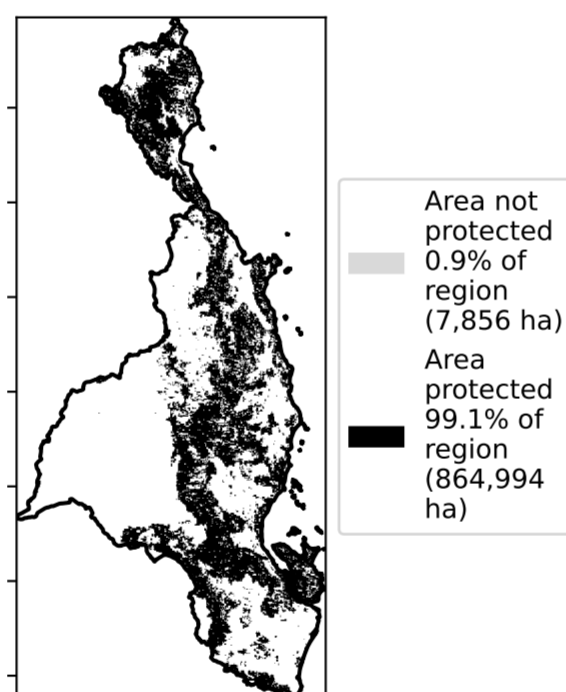 Area not
protected
0.9% of
region
(7,856 ha)
Area
protected
99.1% of
region
(864,994
ha)